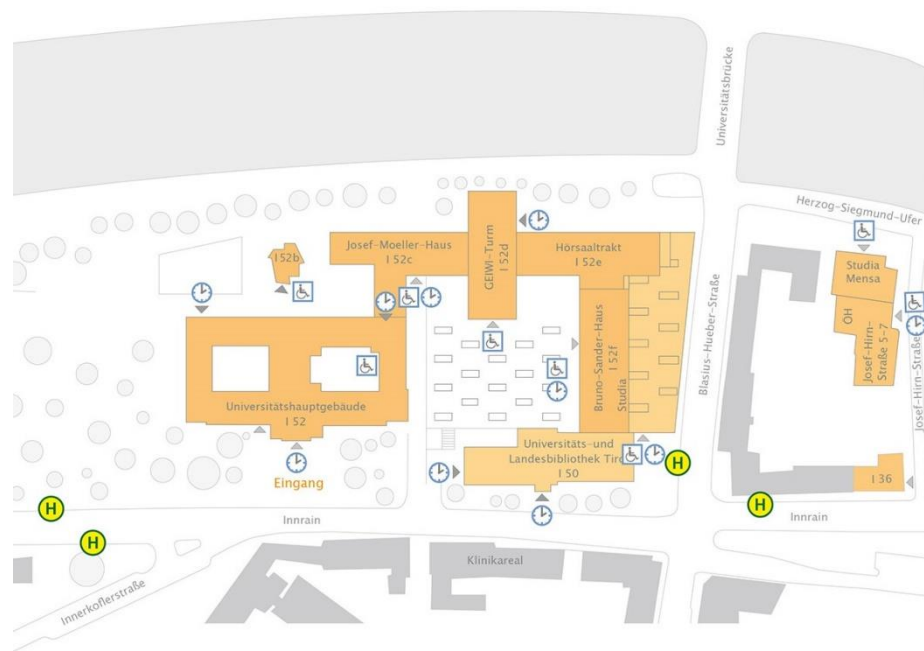 Universitätsbrücke
Herzog-Siegmund-Ufer
Josef-Moeller-Haus
I 52c
GEIWI-Turm
I 52d
Hörsaaltrakt
I 52e
I 52b
Studia
Mensa
ÖH
Josef-Hirn-
Straße 5-7
Josef-Hirn-Straße
Blasius-Hueber-Straße
Bruno-Sander-Haus
I 52f
Studia
Universitätshauptgebäude
I 52
Eingang
Universitäts- und
Landesbibliothek Tirol
I 50
H
H
H
H
I 36
Innrain
Innrain
Klinikareal
Innerkoflerstraße